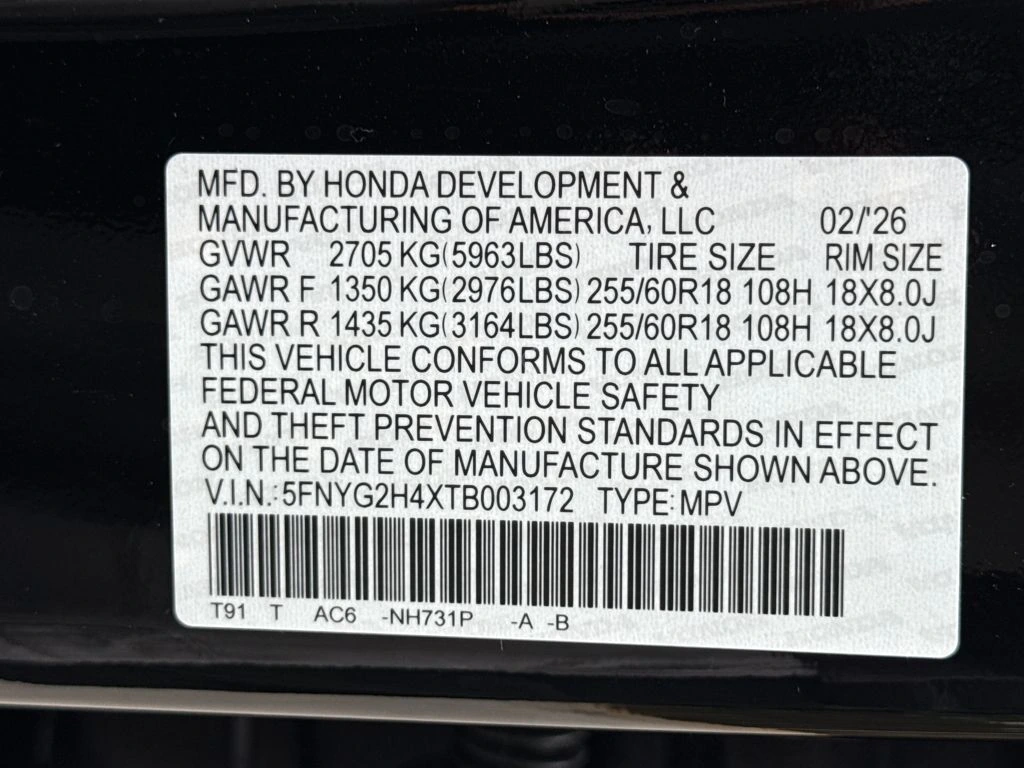 MFD. BY HONDA DEVELOPMENT &
MANUFACTURING OF AMERICA, LLC 02/'26
GVWR 2705 KG(5963LBS) TIRE SIZE RIM SIZE
GAWR F 1350 KG(2976LBS) 255/60R18 108H 18X8.0J
GAWR R 1435 KG(3164LBS) 255/60R18 108H 18X8.0J
THIS VEHICLE CONFORMS TO ALL APPLICABLE
FEDERAL MOTOR VEHICLE SAFETY
AND THEFT PREVENTION STANDARDS IN EFFECT
ON THE DATE OF MANUFACTURE SHOWN ABOVE.
V.I.N.:5FNYG2H4XTB003172 TYPE:MPV
T91 T AC6 -NH731P -A -B